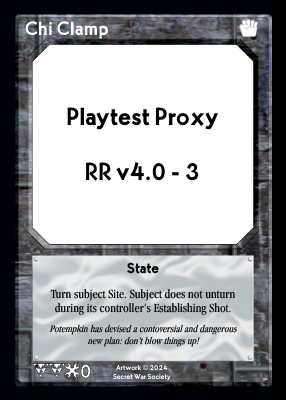 Chi Clamp
Playtest Proxy
RR v4.0 - 3
State
Turn subject Site. Subject does not unturn
during its controller's Establishing Shot.
Potempkin has devised a contoversial and dangerous
new plan: don't blow things up!
0
Artwork © 2024
Secret War Society